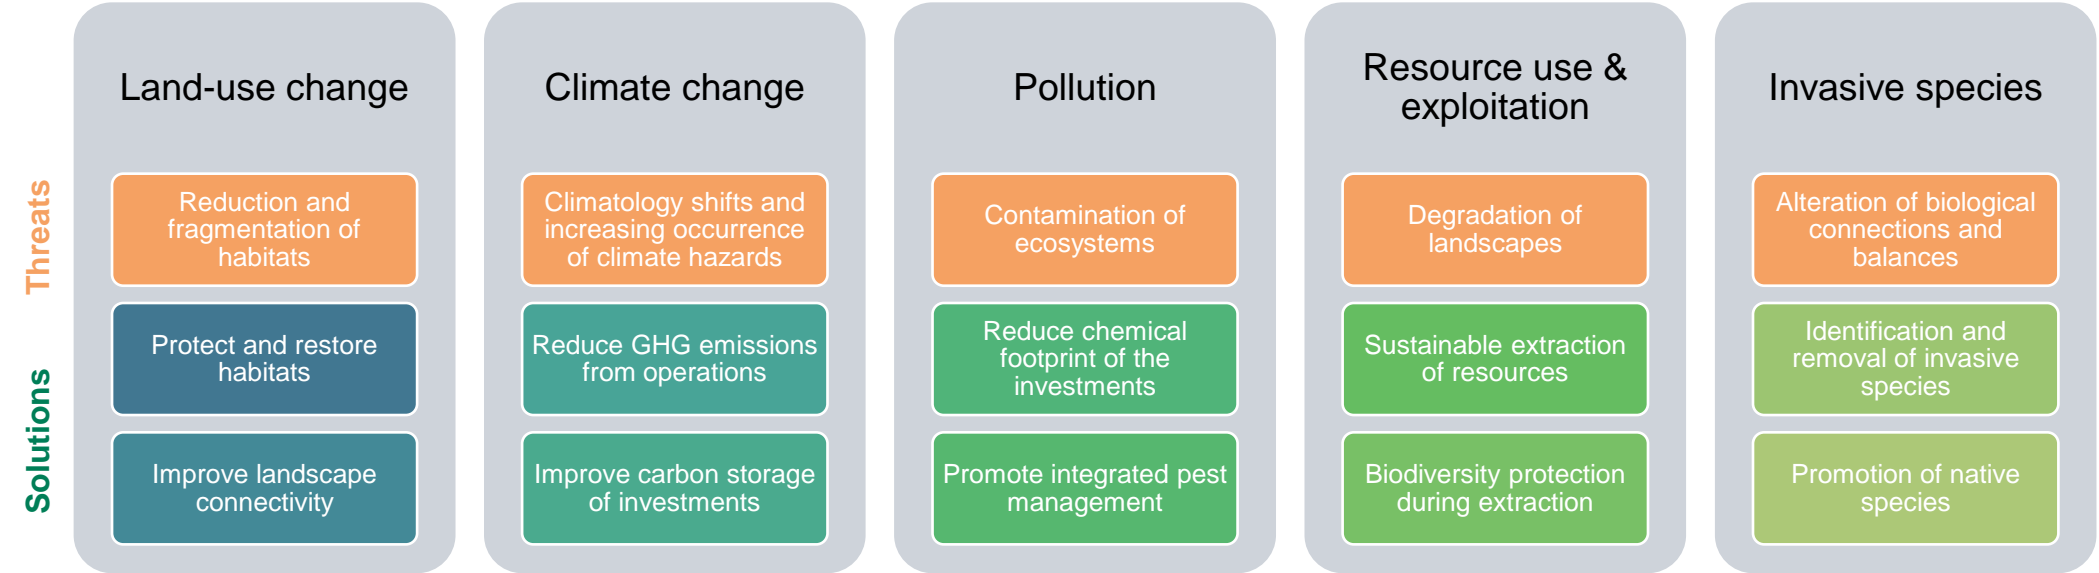 Land-use change
Climate change
Pollution
Resource use &
exploitation
Invasive species
Threats
Reduction and
fragmentation of
habitats
Climatology shifts and
increasing occurrence
of climate hazards
Contamination of
ecosystems
Degradation of
landscapes
Alteration of biological
connections and
balances
Solutions
Protect and restore
habitats
Reduce GHG emissions
from operations
Reduce chemical
footprint of the
investments
Sustainable extraction
of resources
Identification and
removal of invasive
species
Improve landscape
connectivity
Improve carbon storage
of investments
Promote integrated pest
management
Biodiversity protection
during extraction
Promotion of native
species